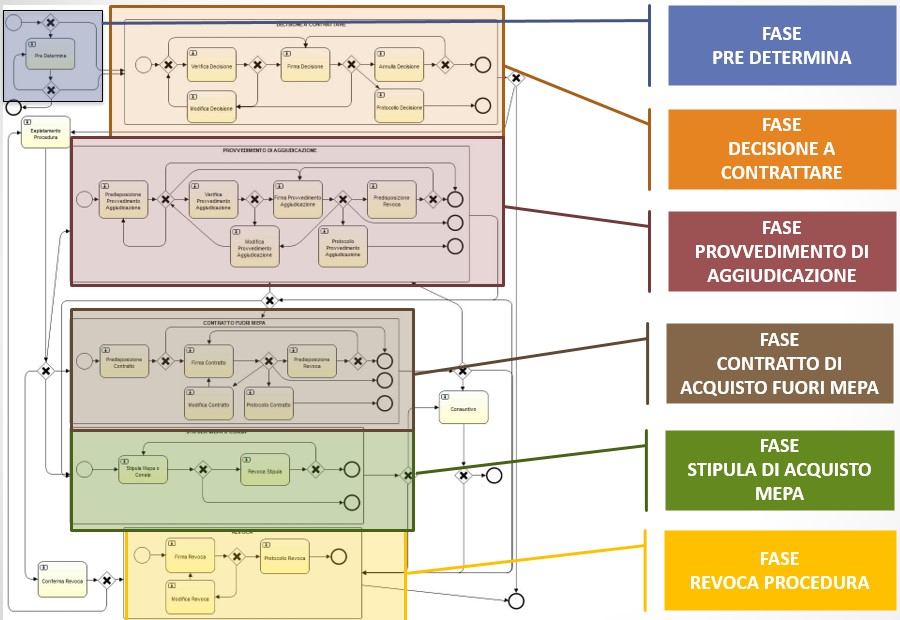 DECISIONE A CONTRATTARE
Pre Determina
Verifica Decisione
Firma Decisione
Annulla Decisione
Modifica Decisione
Protocollo Decisione
Espletamento
Procedura
PROVVEDIMENTO DI AGGIUDICAZIONE
Predisposizione
Provvedimento
Aggiudicazione
Verifica
Provvedimento
Aggiudicazione
Firma Provvedimento
Aggiudicazione
Predisposizione
Revoca
Modifica
Provvedimento
Aggiudicazione
Protocollo
Provvedimento
Aggiudicazione
CONTRATTO FUORI MEPA
Predisposizione
Contratto
Firma Contratto
Predisposizione
Revoca
Modifica Contratto
Protocollo Contratto
Consuntivo
Stipula Mepa o
Consip
Revoca Stipula
REVOCA
Firma Revoca
Protocollo Revoca
Modifica Revoca
Conferma Revoca
FASE
PRE DETERMINA
FASE
DECISIONE A
CONTRATTARE
FASE
PROVVEDIMENTO DI
AGGIUDICAZIONE
FASE
CONTRATTO DI
ACQUISTO FUORI MEPA
FASE
STIPULA DI ACQUISTO
MEPA
FASE
REVOCA PROCEDURA